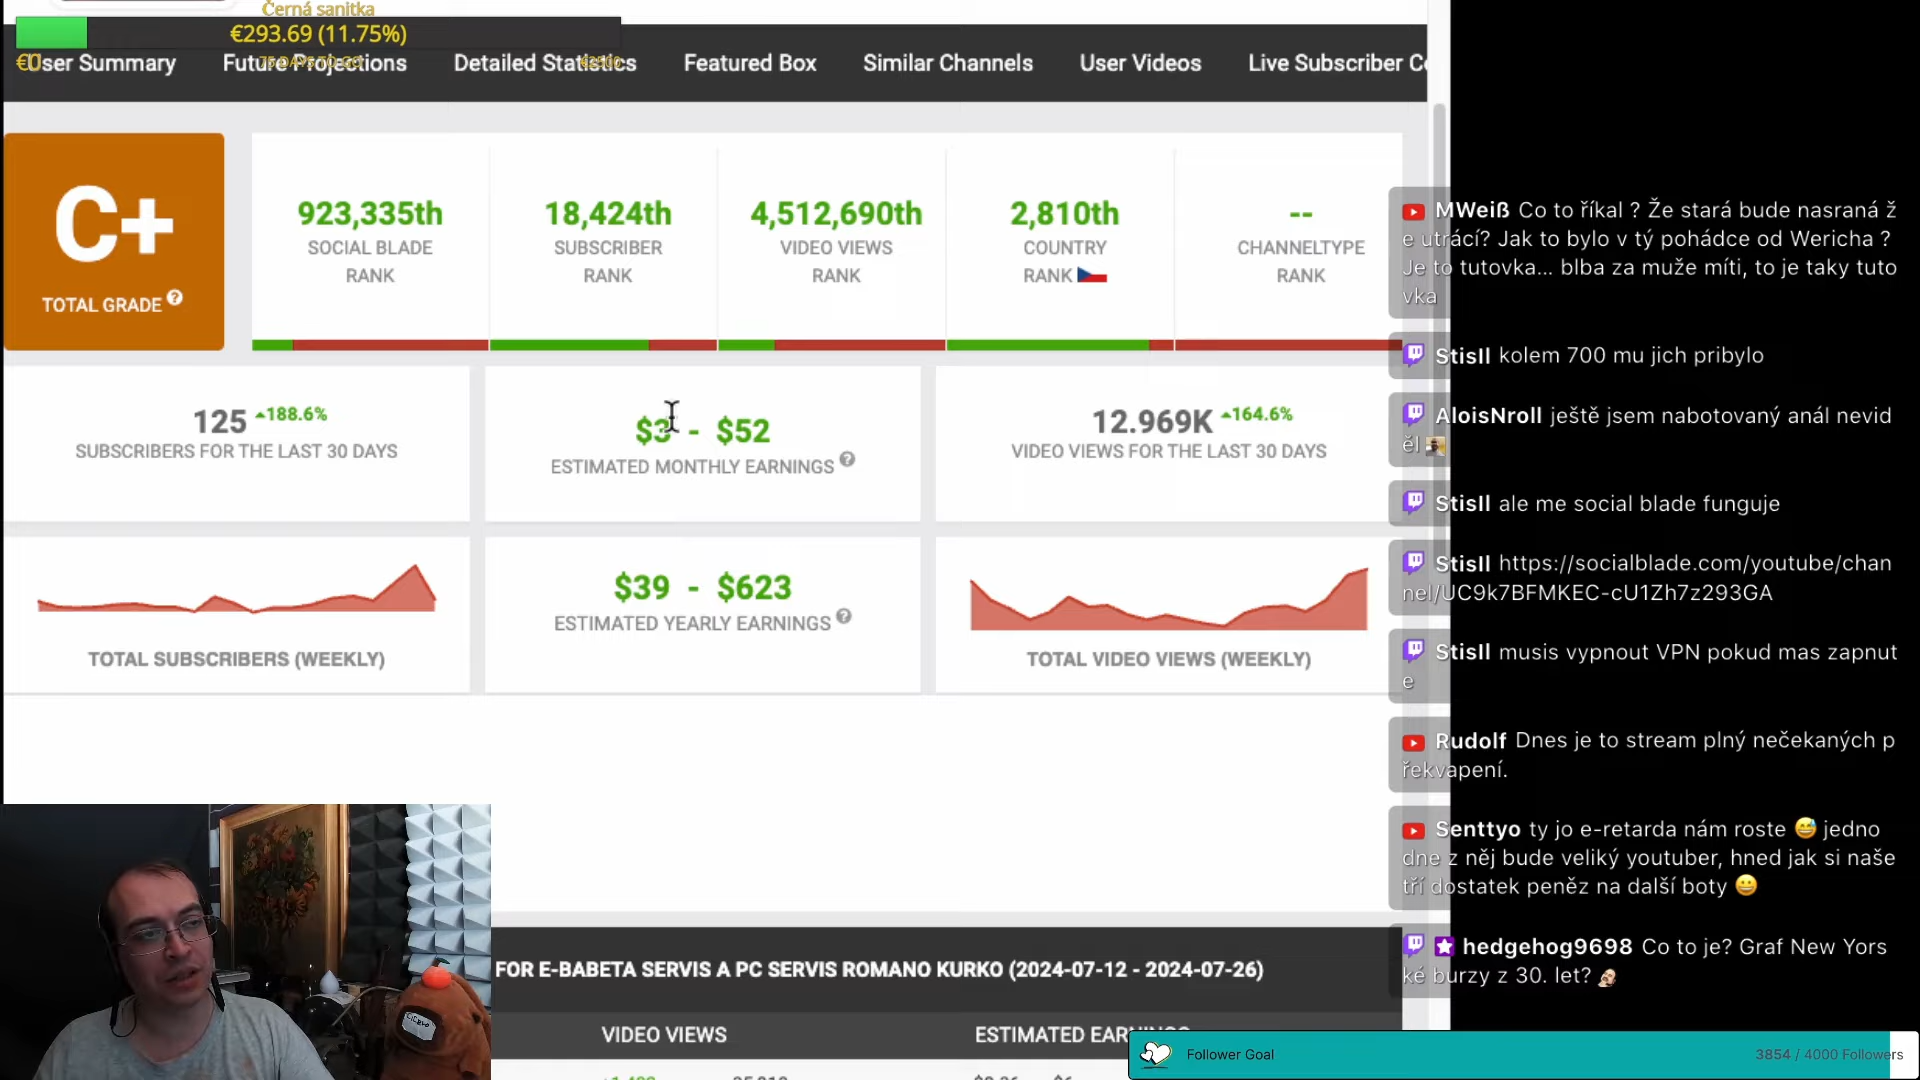 Černá sanitka
€293.69 (11.75%)
€0
User Summary
Future Projections
Detailed Statistics
Featured Box
Similar Channels
User Videos
Live Subscriber
C+
TOTAL GRADE
923,335th
SOCIAL BLADE
RANK
18,424th
SUBSCRIBER
RANK
4,512,690th
VIDEO VIEWS
RANK
2,810th
COUNTRY
RANK
--
CHANNELTYPE
RANK
125 188.6%
SUBSCRIBERS FOR THE LAST 30 DAYS
$3 - $52
ESTIMATED MONTHLY EARNINGS
12.969K 164.6%
VIDEO VIEWS FOR THE LAST 30 DAYS
TOTAL SUBSCRIBERS (WEEKLY)
$39 - $623
ESTIMATED YEARLY EARNINGS
TOTAL VIDEO VIEWS (WEEKLY)
FOR E-BABETA SERVIS A PC SERVIS ROMANO KURKO (2024-07-12 - 2024-07-26)
VIDEO VIEWS
ESTIMATED
MWeiß Co to říkal ? Že stará bude nasraná ž
e utrácí? Jak to bylo v tý pohádce od Wericha ?
Je to tutovka... blba za muže míti, to je taky tuto
vka
Stisll kolem 700 mu jich pribylo
AloisNroll ještě jsem nabotovaný anál nevid
ěl
Stisll ale me social blade funguje
Stisll https://socialblade.com/youtube/chan
nel/UC9k7BFMKEC-cU1Zh7z293GA
Stisll musis vypnout VPN pokud mas zapnut
e
Rudolf Dnes je to stream plný nečekaných p
řekvapení.
Senttyo ty jo e-retarda nám roste 😅 jedno
dne z něj bude veliký youtuber, hned jak si naše
tří dostatek peněz na další boty 😀
hedgehog9698 Co to je? Graf New Yors
ké burzy z 30. let?
Follower Goal
3854 / 4000 Followers